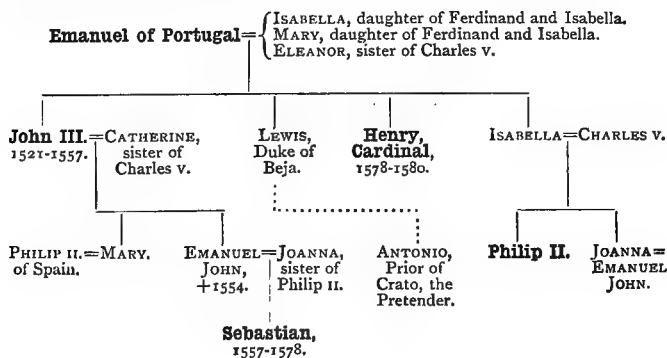 Emanuel of Portugal=
ISABELLA, daughter of Ferdinand and Isabella.
MARY, daughter of Ferdinand and Isabella.
ELEANOR, sister of Charles V.
John III.=CATHERINE,
1521-1557. sister of
Charles V.
LEWIS,
Duke of
Beja.
Henry,
Cardinal,
1578-1580.
ISABELLA=CHARLES V.
PHILIP II.=MARY.
of Spain.
EMANUEL=JOANNA,
JOHN, sister of
+1554. Philip II.
ANTONIO,
Prior of
Crato, the
Pretender.
Philip II.
JOANNA=
EMANUEL
JOHN.
Sebastian,
1557-1578.